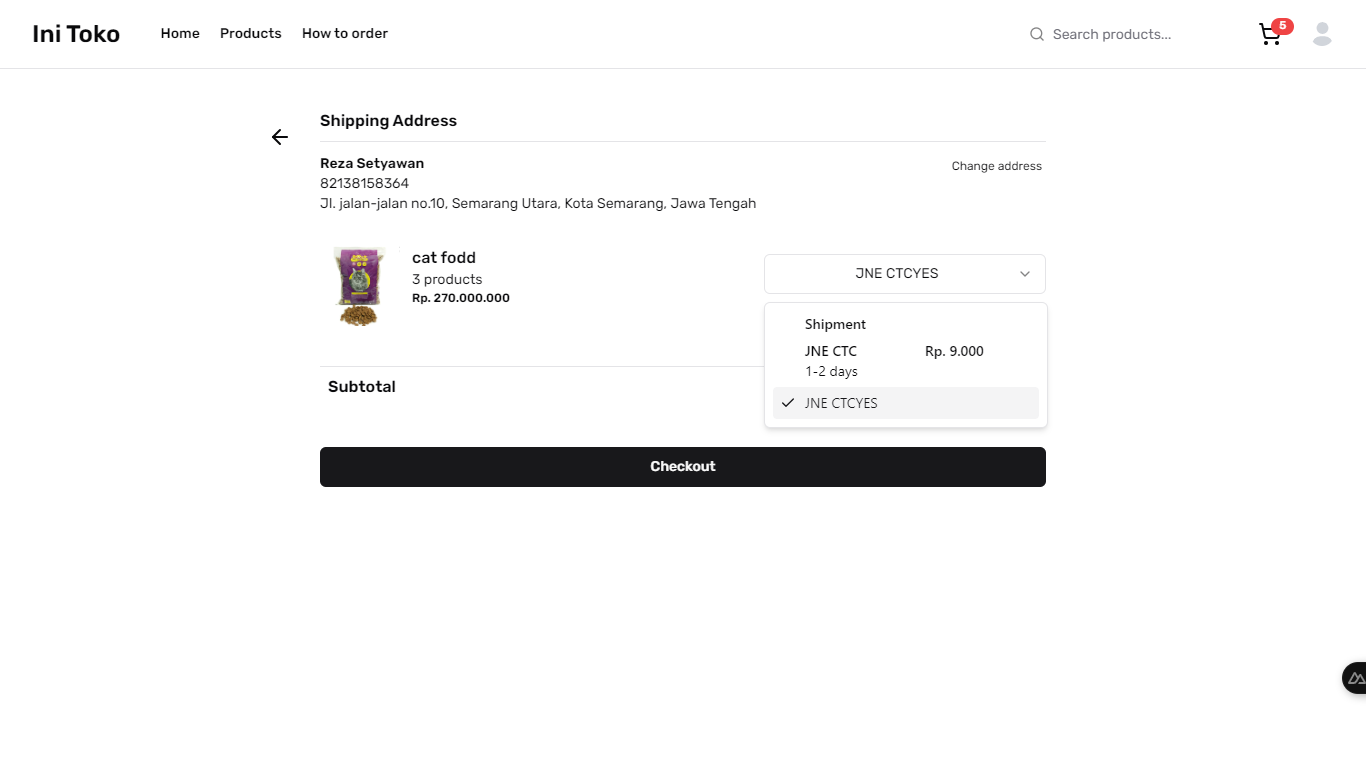 Ini Toko
Home
Products
How to order
Search products...
5
Shipping Address
Reza Setyawan
Change address
82138158364
Jl. jalan-jalan no.10, Semarang Utara, Kota Semarang, Jawa Tengah
cat fodd
3 products
Rp. 270.000.000
JNE CTCYES
Shipment
JNE CTC
Rp. 9.000
1-2 days
JNE CTCYES
Subtotal
Checkout